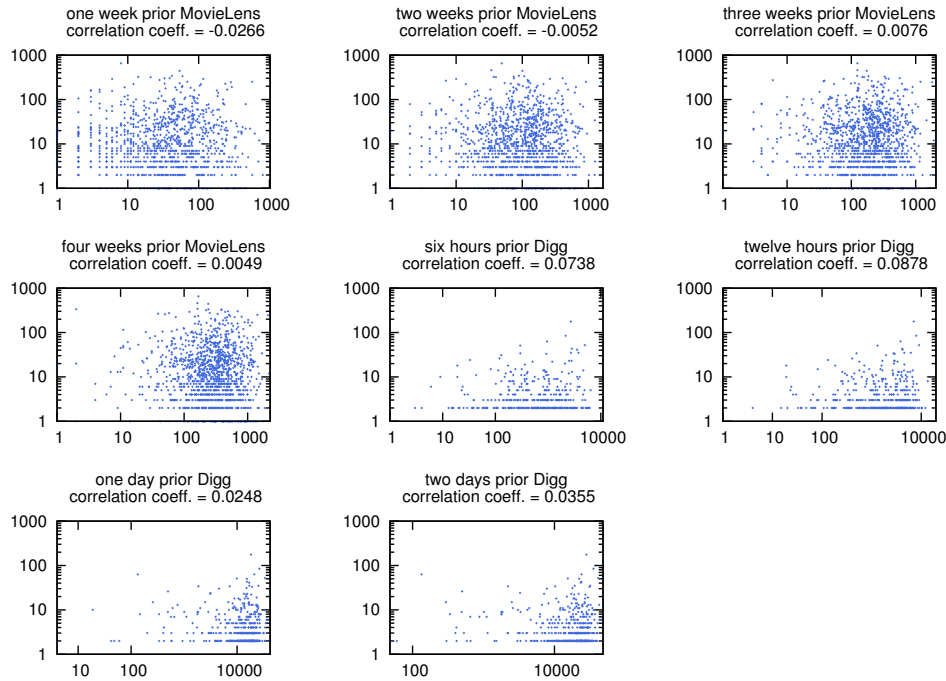 one week prior MovieLens
correlation coeff. = -0.0266
1000
100
10
1
1 10 100 1000
two weeks prior MovieLens
correlation coeff. = -0.0052
1000
100
10
1
1 10 100 1000
three weeks prior MovieLens
correlation coeff. = 0.0076
1000
100
10
1
1 10 100 1000
four weeks prior MovieLens
correlation coeff. = 0.0049
1000
100
10
1
1 10 100 1000
six hours prior Digg
correlation coeff. = 0.0738
1000
100
10
1
1 100 10000
twelve hours prior Digg
correlation coeff. = 0.0878
1000
100
10
1
1 100 10000
one day prior Digg
correlation coeff. = 0.0248
1000
100
10
1
10 100 10000
two days prior Digg
correlation coeff. = 0.0355
1000
100
10
1
100 10000